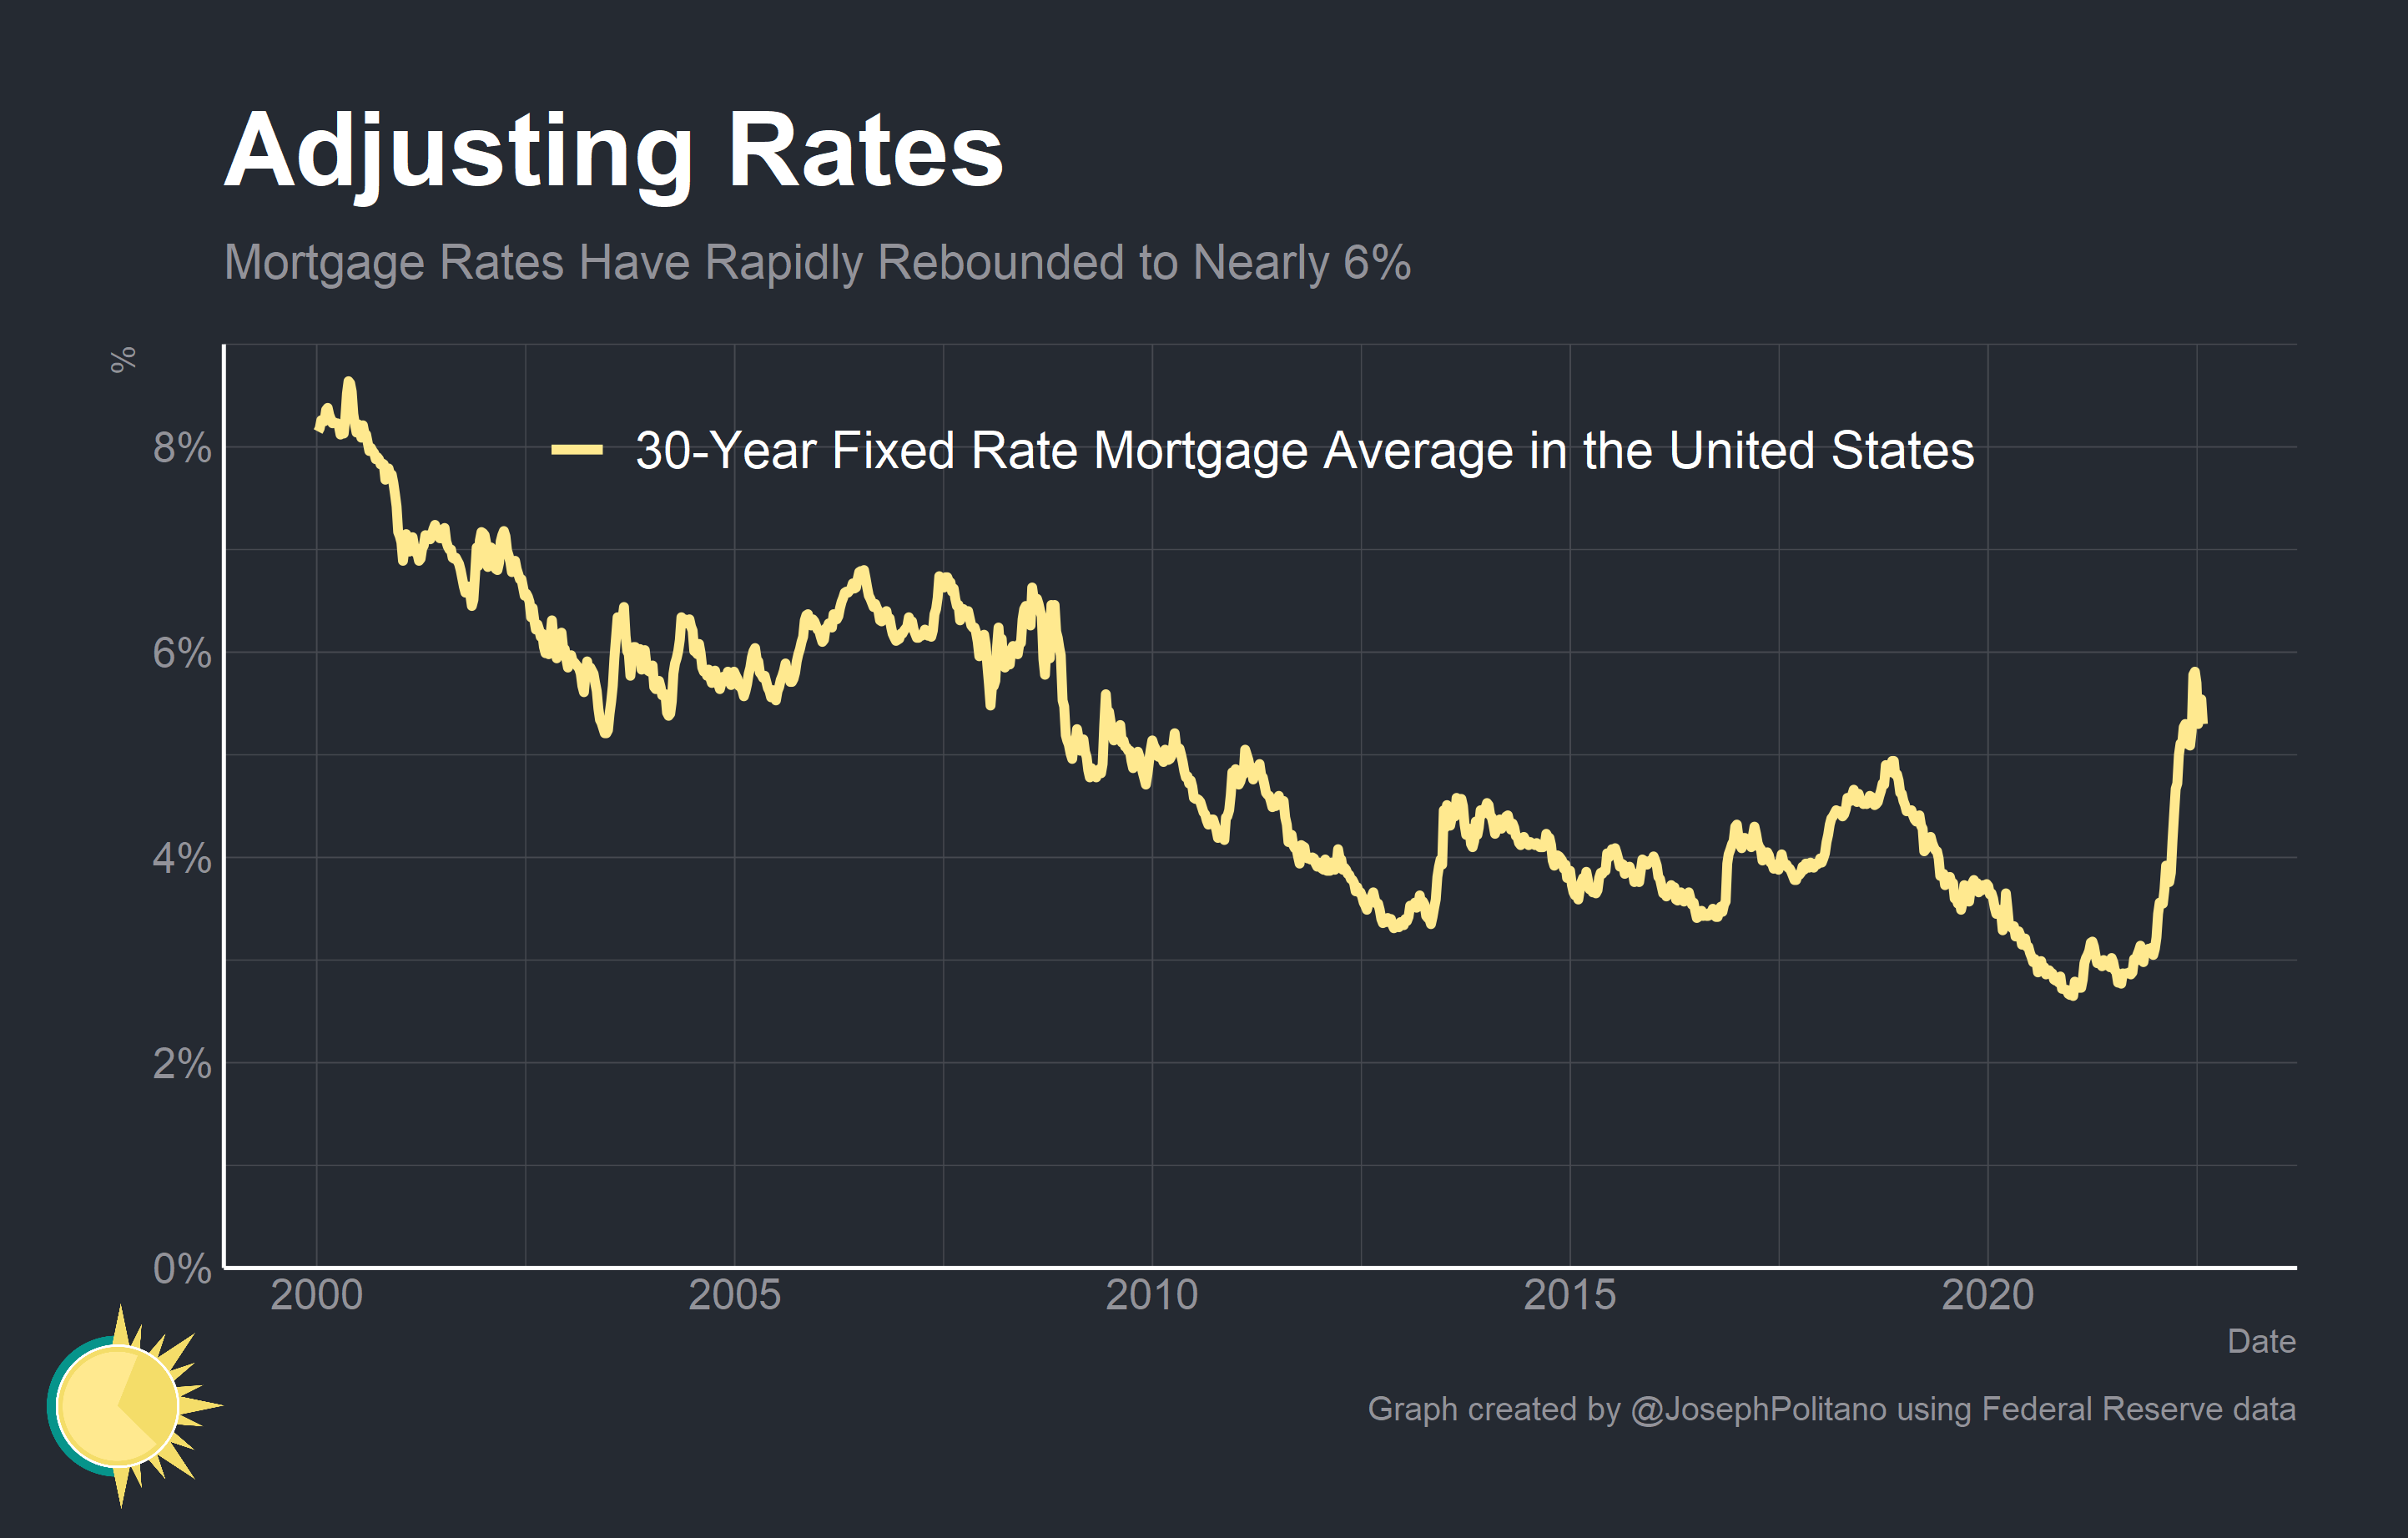 Adjusting Rates
Mortgage Rates Have Rapidly Rebounded to Nearly 6%
%
30-Year Fixed Rate Mortgage Average in the United States
8%
6%
4%
2%
0%
2000 2005 2010 2015 2020
Date
Graph created by @JosephPolitano using Federal Reserve data